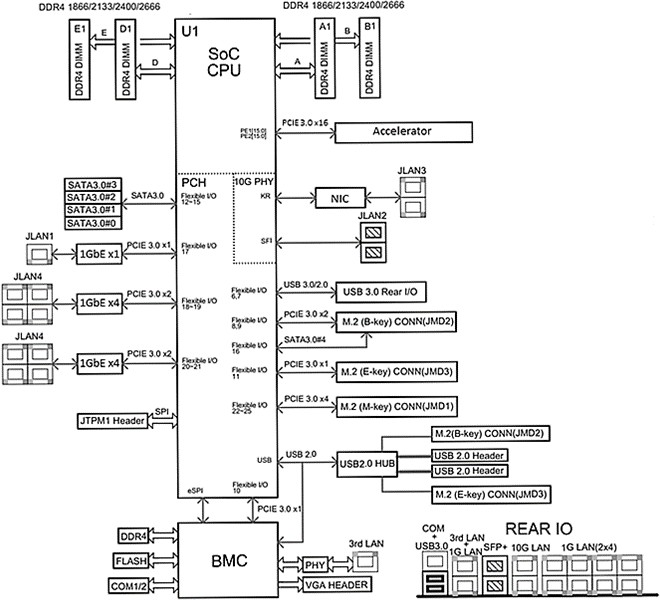 DDR4 1866/2133/2400/2666
DDR4 1866/2133/2400/2666
E1
DDR4 DIMM
E
D1
DDR4 DIMM
D
U1
SoC
CPU
A1
DDR4 DIMM
A
B
B1
DDR4 DIMM
PE1[15:0]
PE2[15:0]
PCIE3.0 x16
Accelerator
PCH
10G PHY
SATA3.0#3
SATA3.0#2
SATA3.0#1
SATA3.0#0
SATA3.0
Flexible I/O
12~15
KR
NIC
JLAN3
JLAN2
SFI
JLAN1
1GbE x1
PCIE 3.0 x1
Flexible I/O
17
JLAN4
1GbE x4
PCIE 3.0 x2
Flexible I/O
18~19
JLAN4
1GbE x4
PCIE 3.0 x2
Flexible I/O
20~21
Flexible I/O
6,7
USB 3.0/2.0
USB 3.0 Rear I/O
Flexible I/O
8,9
PCIE 3.0 x2
M.2 (B-key) CONN(JMD2)
Flexible I/O
16
SATA3.0#4
Flexible I/O
11
PCIE 3.0 x1
M.2 (E-key) CONN(JMD3)
Flexible I/O
22~25
PCIE 3.0 x4
M.2 (M-key) CONN(JMD1)
JTPM1 Header
SPI
USB
USB 2.0
USB2.0 HUB
M.2(B-key) CONN(JMD2)
USB 2.0 Header
USB 2.0 Header
M.2 (E-key) CONN(JMD3)
eSPI
Flexible I/O
10
PCIE 3.0 x1
DDR4
FLASH
COM1/2
BMC
PHY
3rd LAN
VGA HEADER
REAR IO
COM
+
USB3.0
3rd LAN
+
1G LAN
SFP+
10G LAN
1G LAN(2x4)